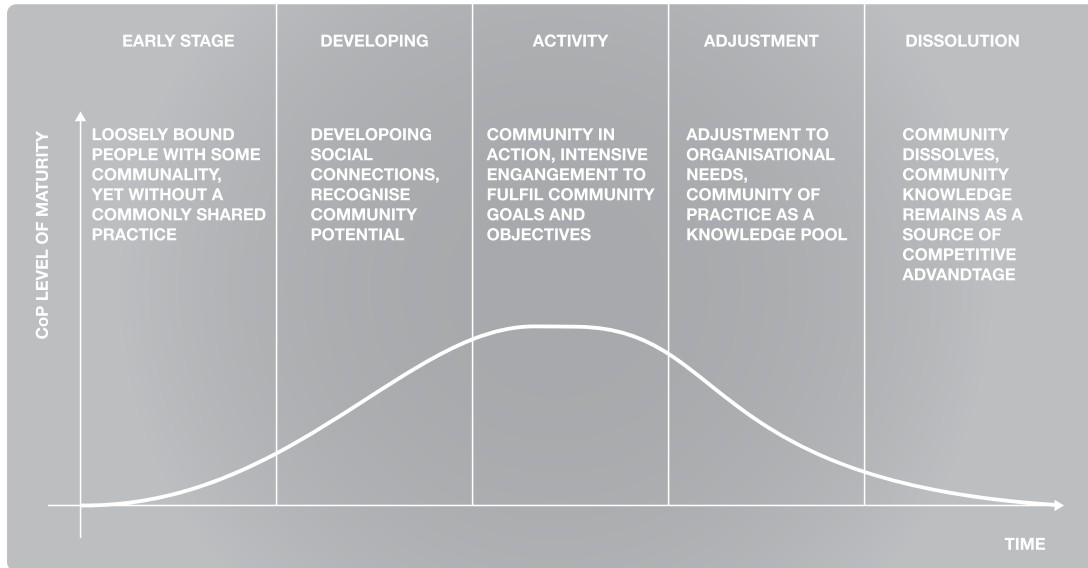 EARLY STAGE
DEVELOPING
ACTIVITY
ADJUSTMENT
DISSOLUTION
CoP LEVEL OF MATURITY
LOOSELY BOUND
PEOPLE WITH SOME
COMMUNALITY,
YET WITHOUT A
COMMONLY SHARED
PRACTICE
DEVELOPOING
SOCIAL
CONNECTIONS,
RECOGNISE
COMMUNITY
POTENTIAL
COMMUNITY IN
ACTION, INTENSIVE
ENGANGEMENT TO
FULFIL COMMUNITY
GOALS AND
OBJECTIVES
ADJUSTMENT TO
ORGANISATIONAL
NEEDS,
COMMUNITY OF
PRACTICE AS A
KNOWLEDGE POOL
COMMUNITY
DISSOLVES,
COMMUNITY
KNOWLEDGE
REMAINS AS A
SOURCE OF
COMPETITIVE
ADVANDTAGE
TIME